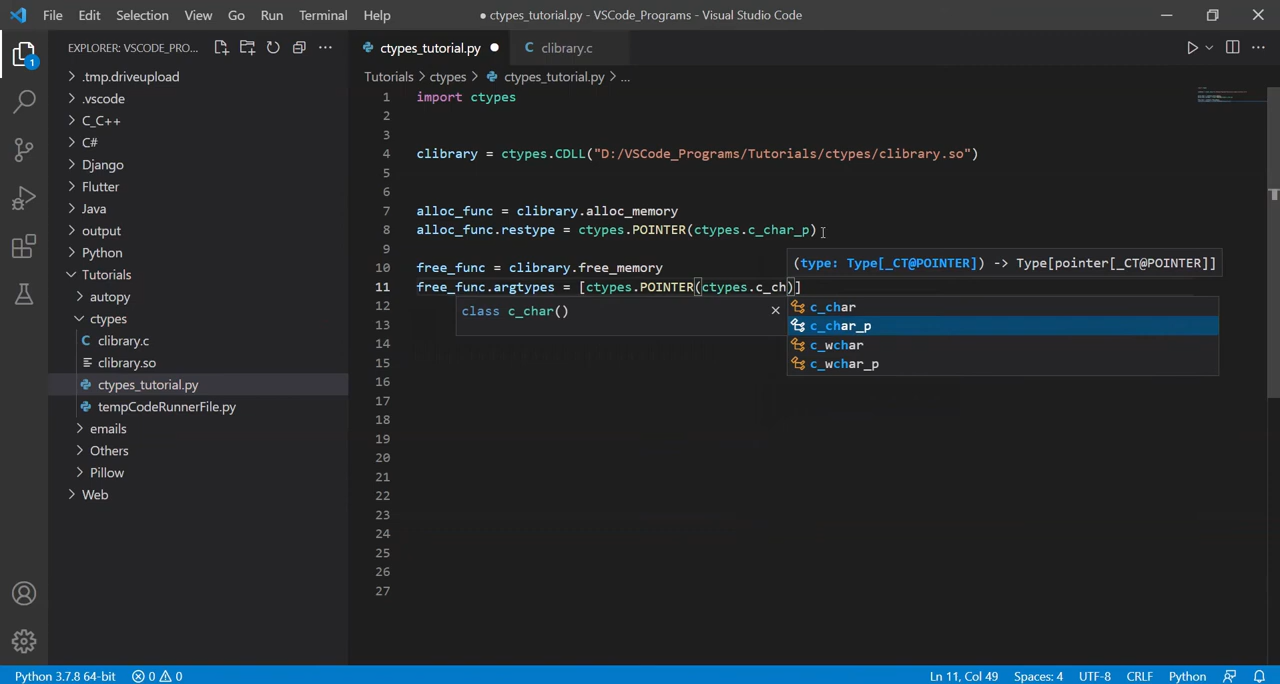 File Edit Selection View Go Run Terminal Help
● ctypes_tutorial.py - VSCode_Programs - Visual Studio Code
EXPLORER: VSCODE_PRO...
.tmp.driveupload
.vscode
C_C++
C#
Django
Flutter
Java
output
Python
Tutorials
autopy
ctypes
C clibrary.c
clibrary.so
ctypes_tutorial.py
tempCodeRunnerFile.py
emails
Others
Pillow
Web
1
ctypes_tutorial.py ●
C clibrary.c
Tutorials > ctypes > ctypes_tutorial.py > ...
1 import ctypes
2
3
4 clibrary = ctypes.CDLL("D:/VSCode_Programs/Tutorials/ctypes/clibrary.so")
5
6
7 alloc_func = clibrary.alloc_memory
8 alloc_func.restype = ctypes.POINTER(ctypes.c_char_p)
9
10 free_func = clibrary.free_memory
11 free_func.argtypes = [ctypes.POINTER(ctypes.c_ch)]
12
13
14
15
16
17
18
19
20
21
22
23
24
25
26
27
(type: Type[_CT@POINTER]) -> Type[pointer[_CT@POINTER]]
class c_char()
c_char
c_char_p
c_wchar
c_wchar_p
Python 3.7.8 64-bit 0 0 Ln 11, Col 49 Spaces: 4 UTF-8 CRLF Python